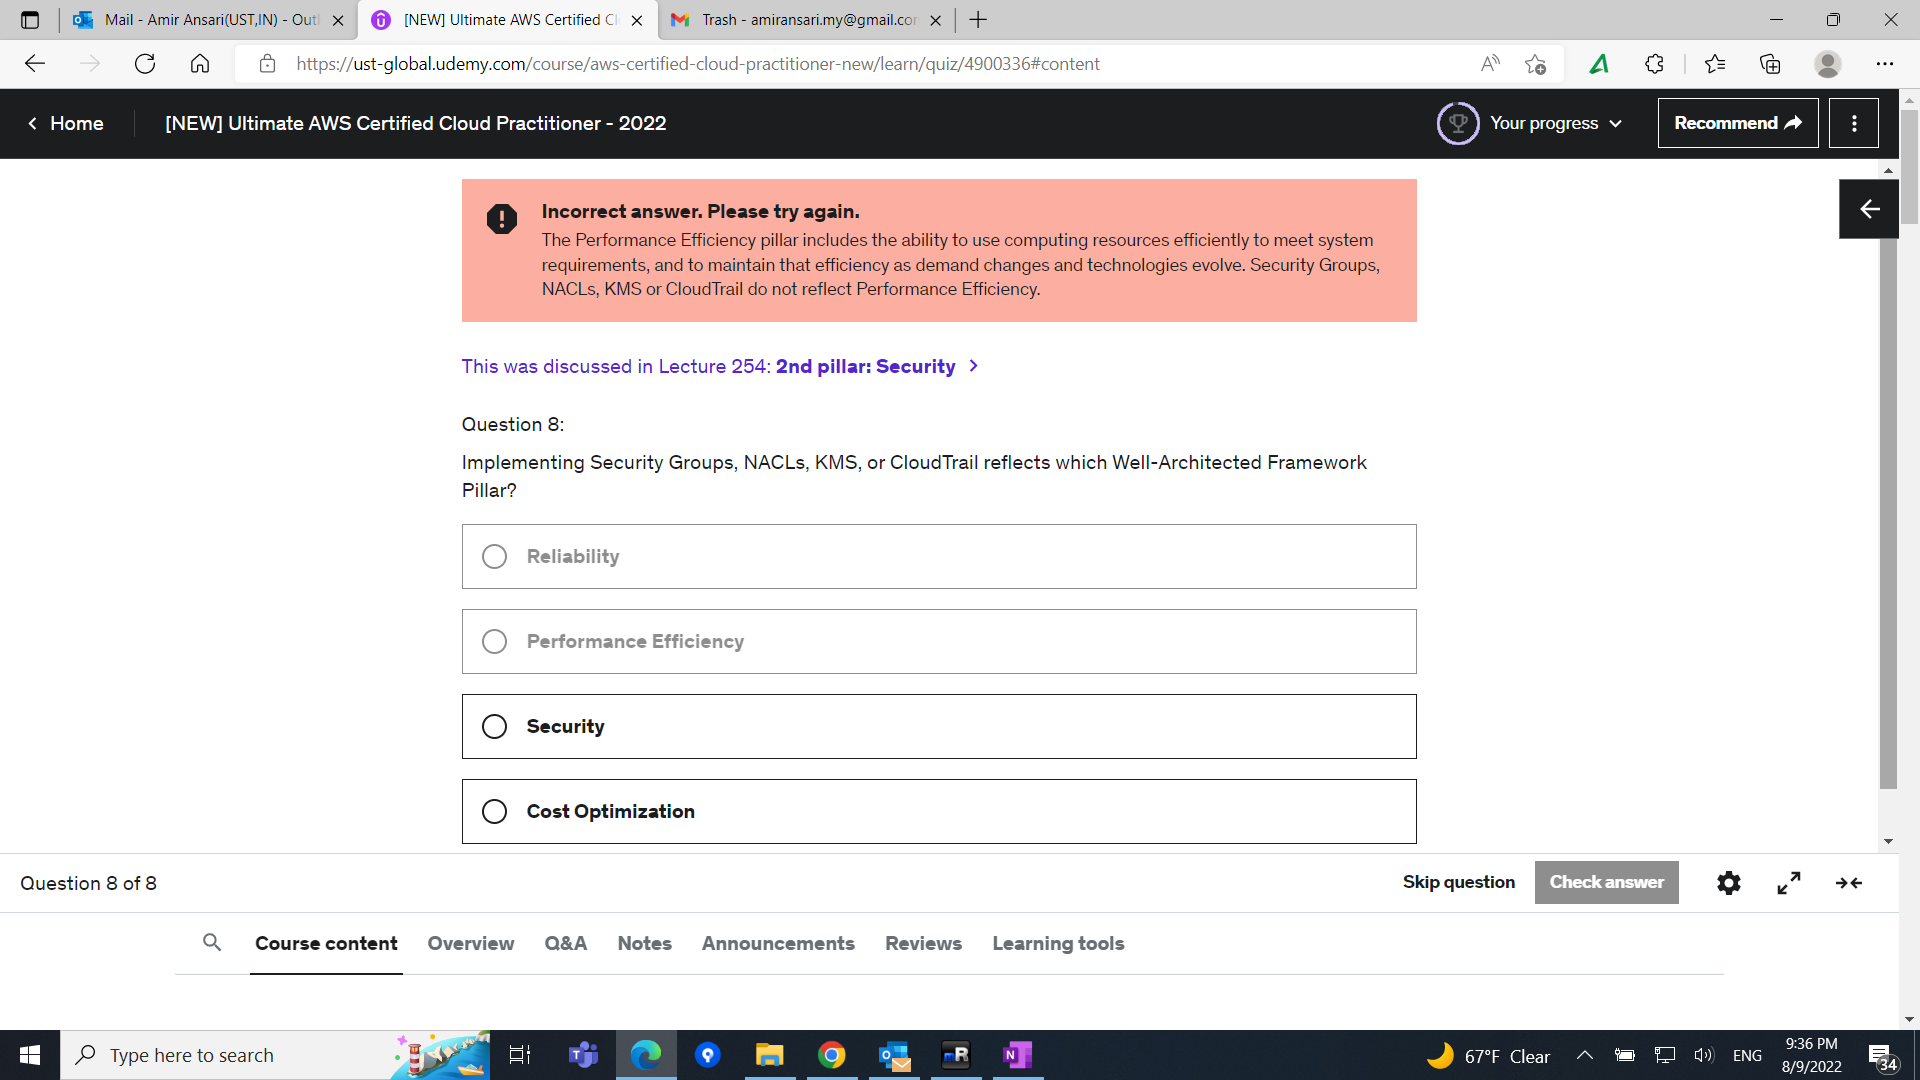 Mail - Amir Ansari(UST,IN) - Outl
[NEW] Ultimate AWS Certified Cl
Trash - amiransari.my@gmail.com
https://ust-global.udemy.com/course/aws-certified-cloud-practitioner-new/learn/quiz/4900336#content
Home
[NEW] Ultimate AWS Certified Cloud Practitioner - 2022
Your progress
Recommend
Incorrect answer. Please try again.
The Performance Efficiency pillar includes the ability to use computing resources efficiently to meet system
requirements, and to maintain that efficiency as demand changes and technologies evolve. Security Groups,
NACLs, KMS or CloudTrail do not reflect Performance Efficiency.
This was discussed in Lecture 254: 2nd pillar: Security
Question 8:
Implementing Security Groups, NACLs, KMS, or CloudTrail reflects which Well-Architected Framework
Pillar?
Reliability
Performance Efficiency
Security
Cost Optimization
Question 8 of 8
Skip question
Check answer
Course content
Overview
Q&A
Notes
Announcements
Reviews
Learning tools
Type here to search
67°F Clear
ENG
9:36 PM
8/9/2022
34